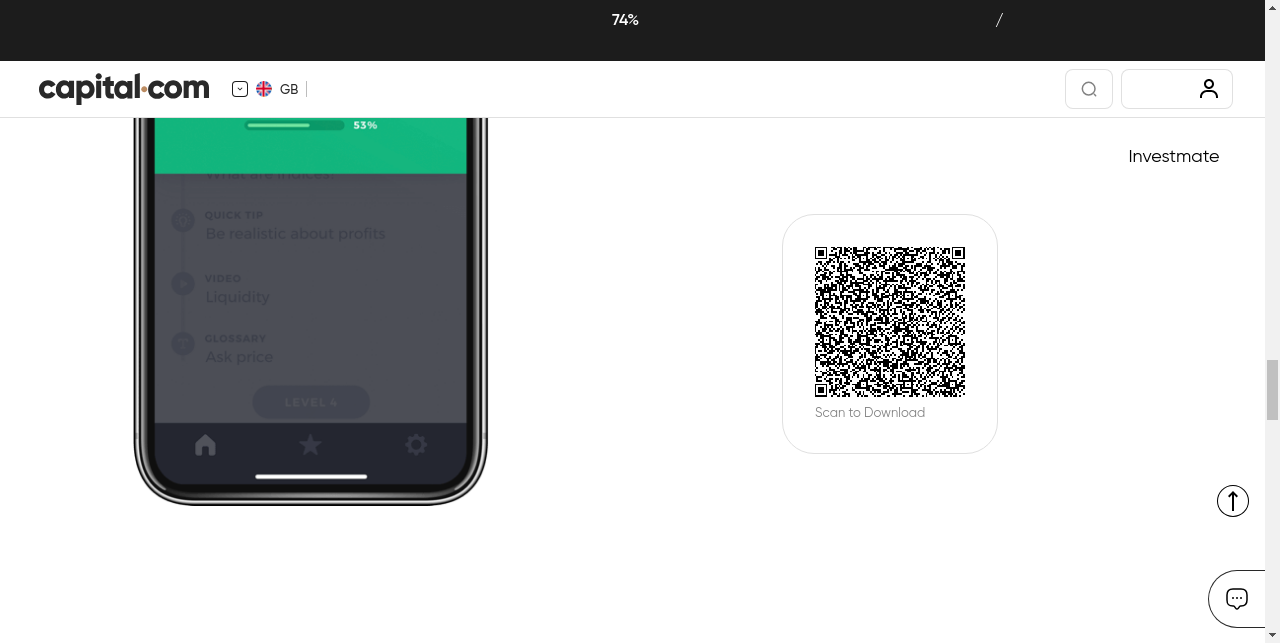 74%
/
capital.com
GB
53%
Investmate
What are indices?
QUICK TIP
Be realistic about profits
VIDEO
Liquidity
GLOSSARY
Ask price
LEVEL 4
Scan to Download